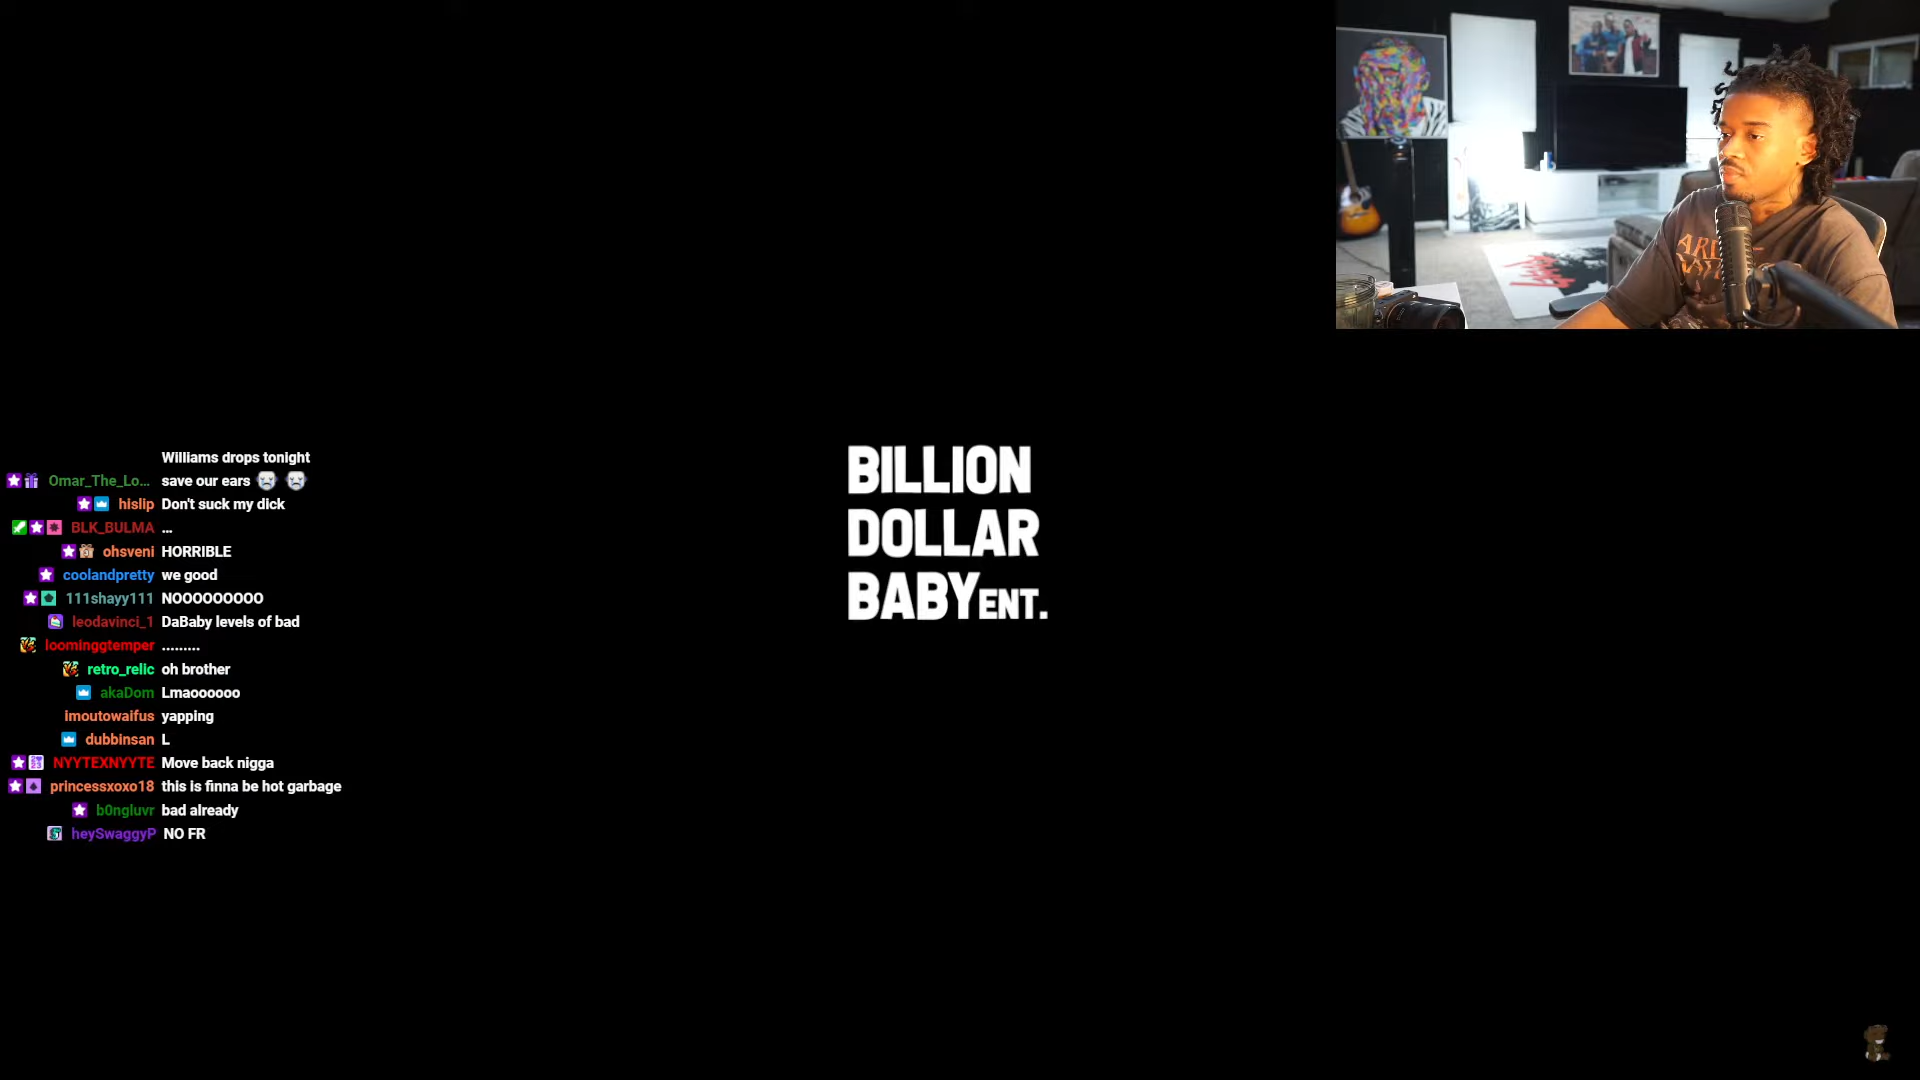 Williams drops tonight
Omar_The_Lo... save our ears
hislip Don't suck my dick
BLK_BULMA ...
ohsveni HORRIBLE
coolandpretty we good
111shayy111 NOOOOOOOOO
leodavinci_1 DaBaby levels of bad
loominggtemper .........
retro_relic oh brother
akaDom Lmaoooooo
imoutowaifus yapping
dubbinsan L
NYYTEXNYYTE Move back nigga
princessxoxo18 this is finna be hot garbage
b0ngluvr bad already
heySwaggyP NO FR
BILLION
DOLLAR
BABY ENT.